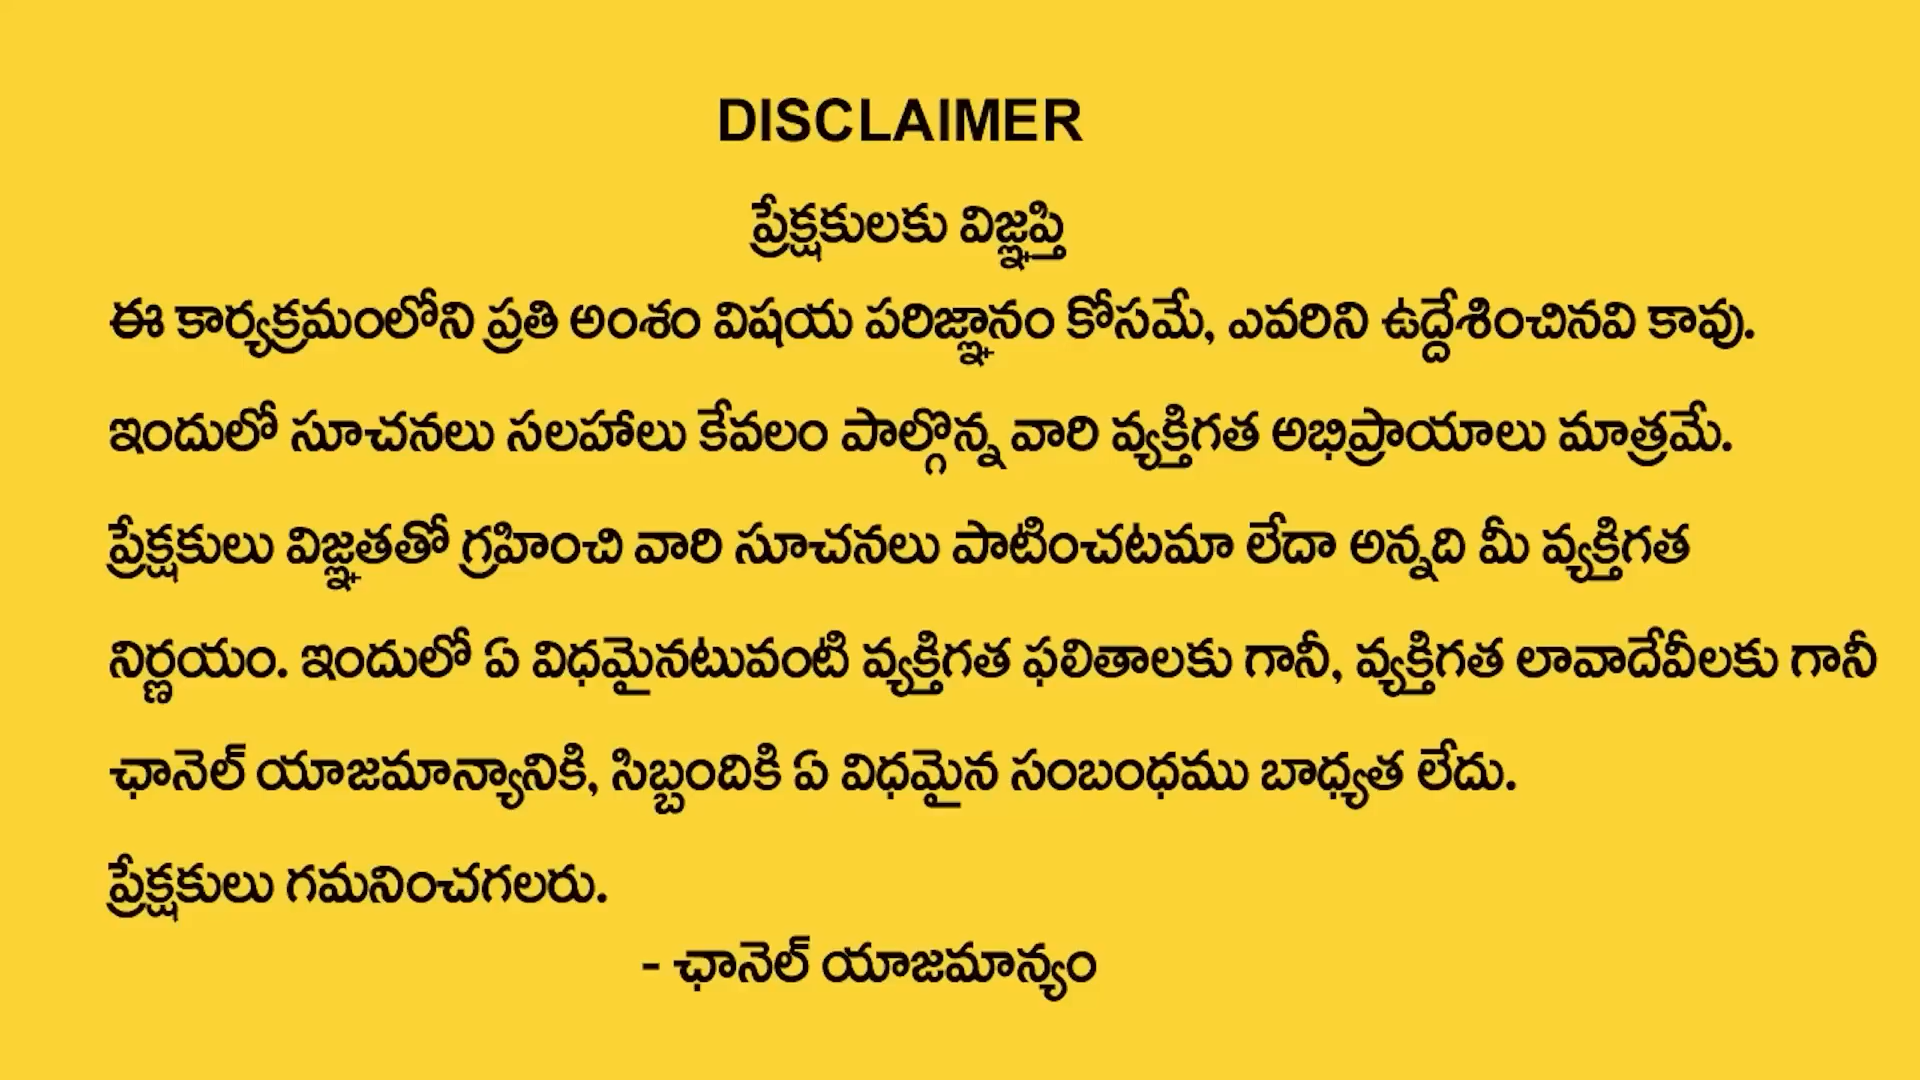 DISCLAIMER
ప్రేక్షకులకు విజ్ఞప్తి
ఈ కార్యక్రమంలోని ప్రతి అంశం విషయ పరిజ్ఞానం కోసమే, ఎవరిని ఉద్దేశించినవి కావు.
ఇందులో సూచనలు సలహాలు కేవలం పాల్గొన్న వారి వ్యక్తిగత అభిప్రాయాలు మాత్రమే.
ప్రేక్షకులు విజ్ఞతతో గ్రహించి వారి సూచనలు పాటించటమా లేదా అన్నది మీ వ్యక్తిగత
నిర్ణయం. ఇందులో ఏ విధమైనటువంటి వ్యక్తిగత ఫలితాలకు గానీ, వ్యక్తిగత లావాదేవీలకు గానీ
ఛానెల్ యాజమాన్యానికి, సిబ్బందికి ఏ విధమైన సంబంధము బాధ్యత లేదు.
ప్రేక్షకులు గమనించగలరు.
- ఛానెల్ యాజమాన్యం